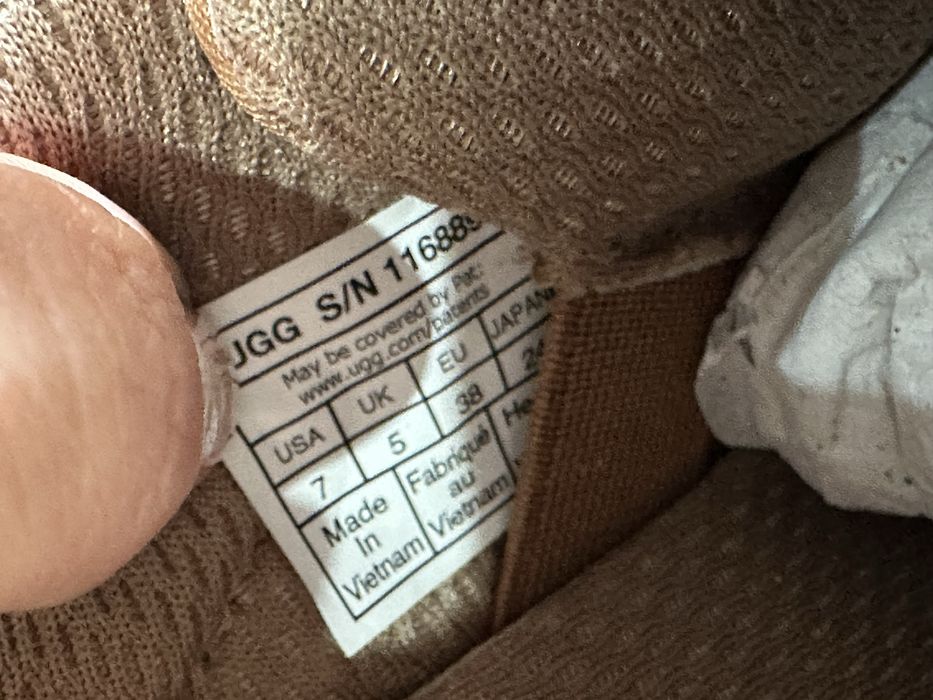 UGG S/N 116889
May be covered by Pat.:
www.ugg.com/patents
USA UK EU JAPAN
7 5 38
Made In Vietnam
Fabriqué au Vietnam